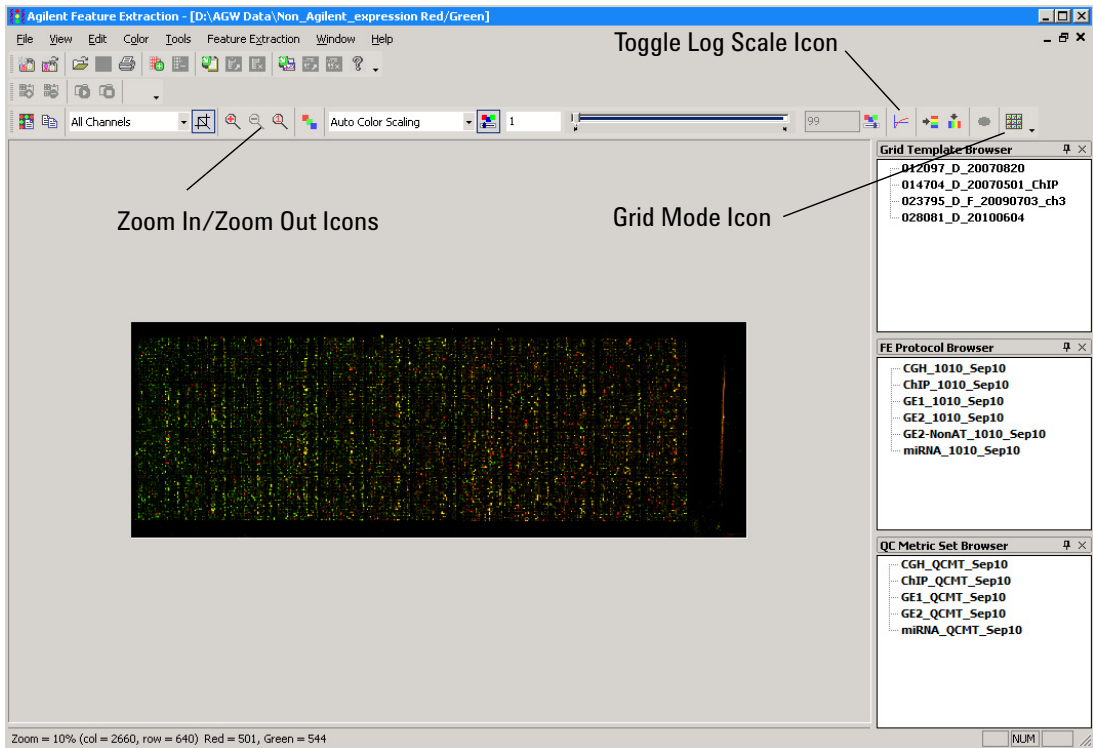 Agilent Feature Extraction - [D:\AGW Data\Non_Agilent_expression Red/Green]
File View Edit Color Tools Feature Extraction Window Help
Toggle Log Scale Icon
All Channels
Auto Color Scaling
1
99
Zoom In/Zoom Out Icons
Grid Mode Icon
Grid Template Browser
012097_D_20070820
014704_D_20070501_ChIP
023795_D_F_20090703_ch3
028081_D_20100604
FE Protocol Browser
CGH_1010_Sep10
ChIP_1010_Sep10
GE1_1010_Sep10
GE2_1010_Sep10
GE2-NonAT_1010_Sep10
miRNA_1010_Sep10
QC Metric Set Browser
CGH_QCMT_Sep10
ChIP_QCMT_Sep10
GE1_QCMT_Sep10
GE2_QCMT_Sep10
miRNA_QCMT_Sep10
Zoom = 10% (col = 2660, row = 640) Red = 501, Green = 544
NUM